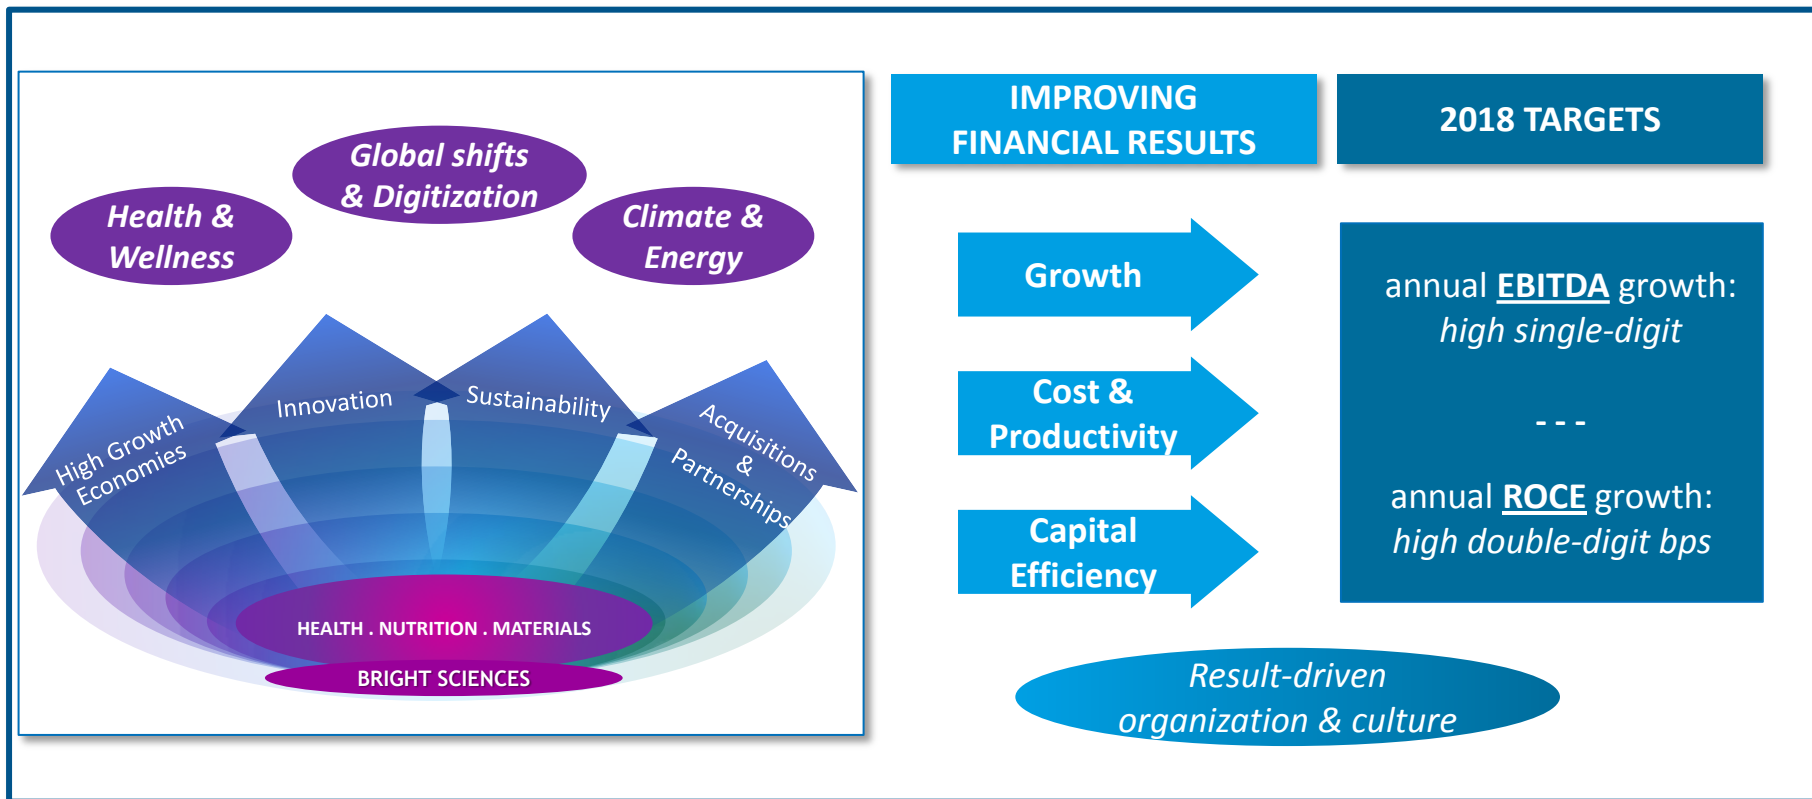 Global shifts
& Digitization
Health &
Wellness
Climate &
Energy
High Growth
Economies
Innovation
Sustainability
Acquisitions
&
Partnerships
HEALTH . NUTRITION . MATERIALS
BRIGHT SCIENCES
IMPROVING
FINANCIAL RESULTS
2018 TARGETS
Growth
Cost &
Productivity
Capital
Efficiency
annual EBITDA growth:
high single-digit
- - -
annual ROCE growth:
high double-digit bps
Result-driven
organization & culture